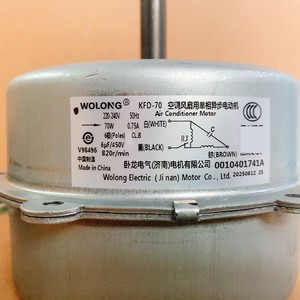 WOLONG® KFD-70 空调风扇用单相异步电动机
Air Conditioner Motor
220-240V 50Hz 白(WHITE)
70W 0.75A
6极(Poles) CL.B
6μF/450V
820r/min 黑(BLACK) 棕(BROWN)
C
V98496
中国制造
Made in China
卧龙电气(济南)电机有限公司 0010401741A
Wolong Electric (Ji nan) Motor Co., Ltd 20250612 25
CCC